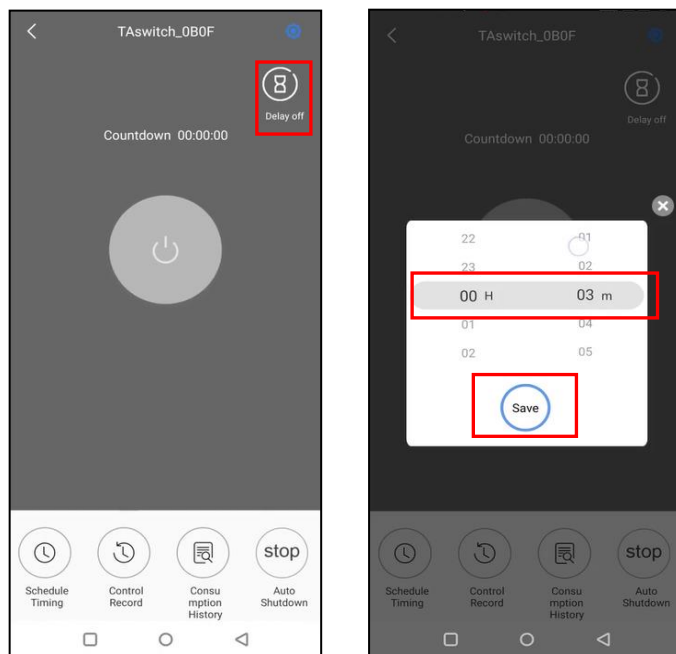 TAswitch_0B0F
Delay off
Countdown 00:00:00
Schedule
Timing
Control
Record
Consu
mption
History
stop
Auto
Shutdown
TAswitch_0B0F
Delay off
Countdown 00:00:00
22 01
23 02
00 H 03 m
01 04
02 05
Save
Schedule
Timing
Control
Record
Consu
mption
History
stop
Auto
Shutdown